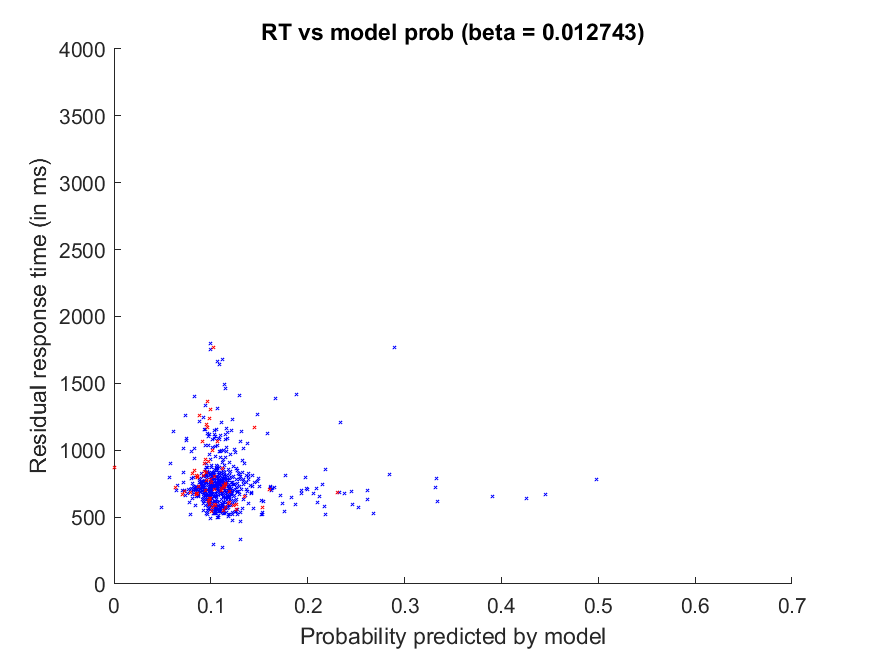 RT vs model prob (beta = 0.012743)
4000
3500
3000
2500
2000
1500
1000
500
0
Residual response time (in ms)
0 0.1 0.2 0.3 0.4 0.5 0.6 0.7
Probability predicted by model